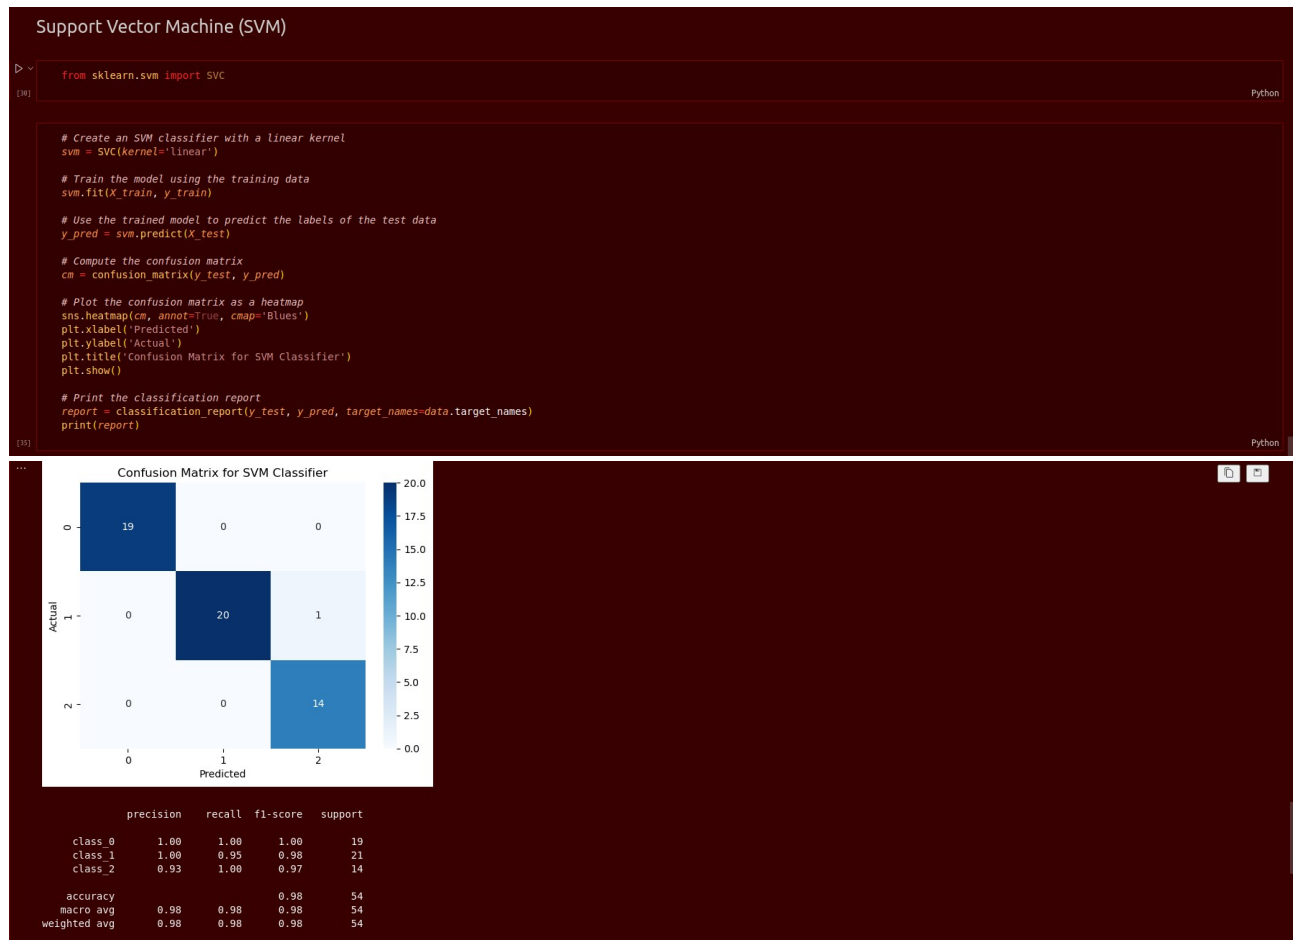 Support Vector Machine (SVM)
from sklearn.svm import SVC
[30]
Python
# Create an SVM classifier with a linear kernel
svm = SVC(kernel='linear')
# Train the model using the training data
svm.fit(X_train, y_train)
# Use the trained model to predict the labels of the test data
y_pred = svm.predict(X_test)
# Compute the confusion matrix
cm = confusion_matrix(y_test, y_pred)
# Plot the confusion matrix as a heatmap
sns.heatmap(cm, annot=True, cmap='Blues')
plt.xlabel('Predicted')
plt.ylabel('Actual')
plt.title('Confusion Matrix for SVM Classifier')
plt.show()
# Print the classification report
report = classification_report(y_test, y_pred, target_names=data.target_names)
print(report)
[35]
Python
...
Confusion Matrix for SVM Classifier
0 19 0 0
1 0 20 1
2 0 0 14
0 1 2
Predicted
Actual
20.0
17.5
15.0
12.5
10.0
7.5
5.0
2.5
0.0
precision recall f1-score support
class_0 1.00 1.00 1.00 19
class_1 1.00 0.95 0.98 21
class_2 0.93 1.00 0.97 14
accuracy 0.98 54
macro avg 0.98 0.98 0.98 54
weighted avg 0.98 0.98 0.98 54